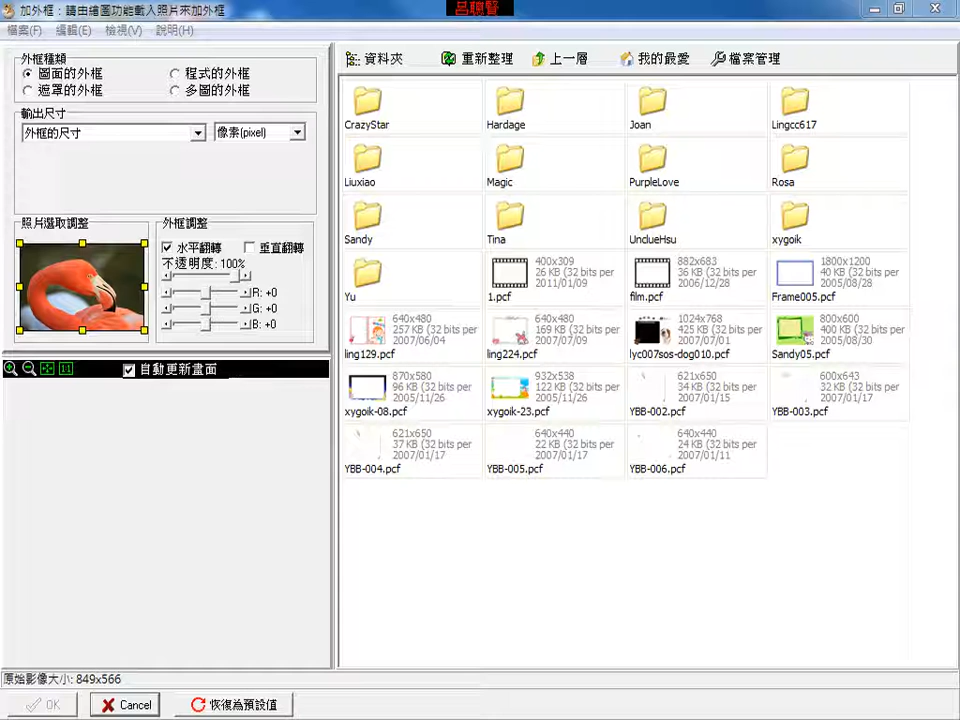 加外框：請由繪圖功能載入照片來加外框
呂聰賢
檔案(F) 編輯(E) 檢視(V) 說明(H)
外框種類
圖面的外框 程式的外框
遮罩的外框 多圖的外框
輸出尺寸
外框的尺寸 像素(pixel)
照片選取調整
外框調整
水平翻轉 垂直翻轉
不透明度: 100%
R: +0
G: +0
B: +0
自動更新畫面
資料夾 重新整理 上一層 我的最愛 檔案管理
CrazyStar Hardage Joan Lingcc617
Liuxiao Magic PurpleLove Rosa
Sandy Tina UndueHsu xygoik
400x309 882x683 1800x1200
26 KB (32 bits per 36 KB (32 bits per 40 KB (32 bits per
2011/01/09 2006/12/28 2005/08/28
Yu 1.pcf film.pcf Frame005.pcf
640x480 640x480 1024x768 800x600
257 KB (32 bits per 169 KB (32 bits per 425 KB (32 bits per 400 KB (32 bits per
2007/06/04 2007/07/09 2007/07/01 2005/08/30
ling129.pcf ling224.pcf lyc007sos-dog010.pcf Sandy05.pcf
870x580 932x538 621x650 600x643
96 KB (32 bits per 122 KB (32 bits per 34 KB (32 bits per 32 KB (32 bits per
2005/11/26 2005/11/26 2007/01/15 2007/01/17
xygoik-08.pcf xygoik-23.pcf YBB-002.pcf YBB-003.pcf
621x650 640x440 640x440
37 KB (32 bits per 22 KB (32 bits per 24 KB (32 bits per
2007/01/17 2007/01/17 2007/01/11
YBB-004.pcf YBB-005.pcf YBB-006.pcf
原始影像大小: 849x566
OK Cancel 恢復為預設值